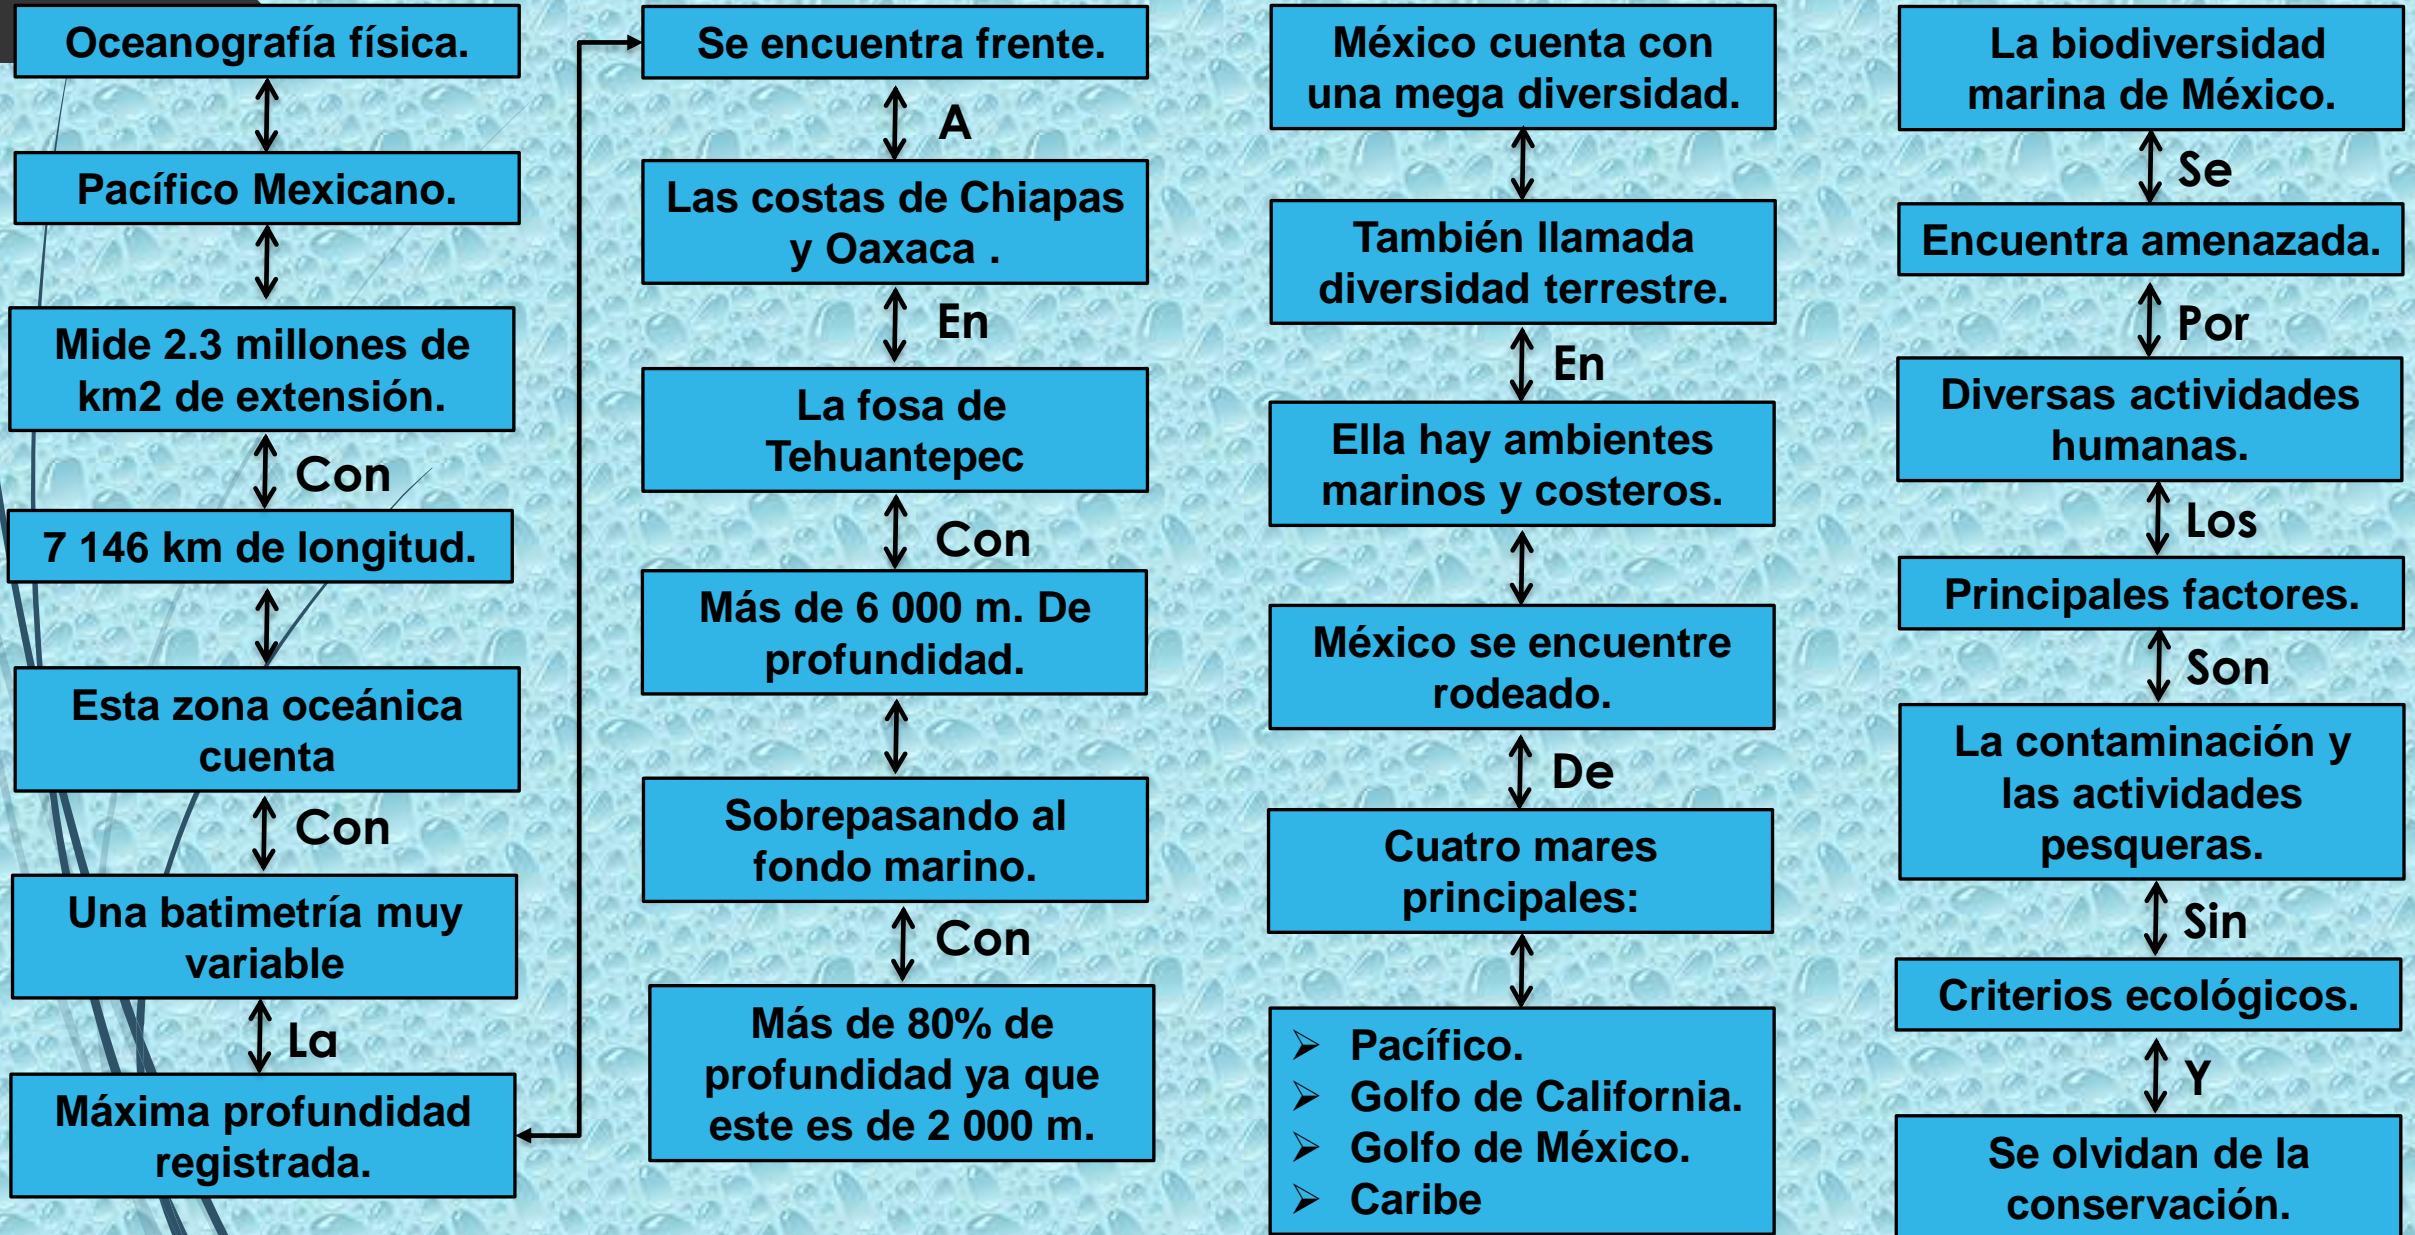 Oceanografía física.
Pacífico Mexicano.
Mide 2.3 millones de
km2 de extensión.
Con
7 146 km de longitud.
Esta zona oceánica
cuenta
Con
Una batimetría muy
variable
La
Máxima profundidad
registrada.
Se encuentra frente.
A
Las costas de Chiapas
y Oaxaca .
En
La fosa de
Tehuantepec
Con
Más de 6 000 m. De
profundidad.
Sobrepasando al
fondo marino.
Con
Más de 80% de
profundidad ya que
este es de 2 000 m.
México cuenta con
una mega diversidad.
También llamada
diversidad terrestre.
En
Ella hay ambientes
marinos y costeros.
México se encuentre
rodeado.
De
Cuatro mares
principales:
➢ Pacífico.
➢ Golfo de California.
➢ Golfo de México.
➢ Caribe
La biodiversidad
marina de México.
Se
Encuentra amenazada.
Por
Diversas actividades
humanas.
Los
Principales factores.
Son
La contaminación y
las actividades
pesqueras.
Sin
Criterios ecológicos.
Y
Se olvidan de la
conservación.